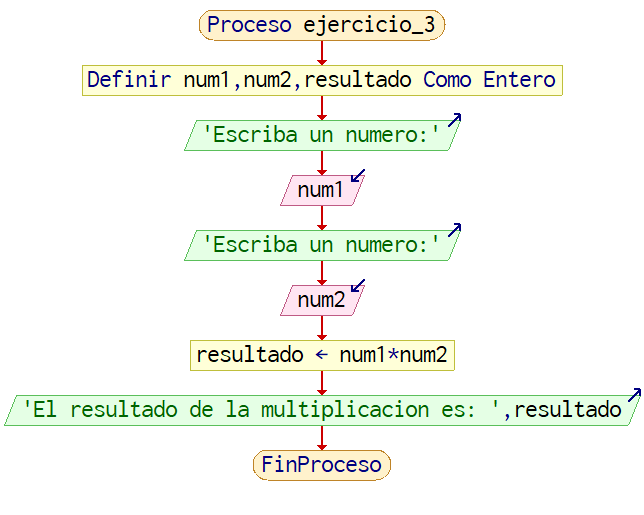 Proceso ejercicio_3
Definir num1,num2,resultado Como Entero
'Escriba un numero:'
num1
'Escriba un numero:'
num2
resultado ← num1*num2
'El resultado de la multiplicacion es: ',resultado
FinProceso